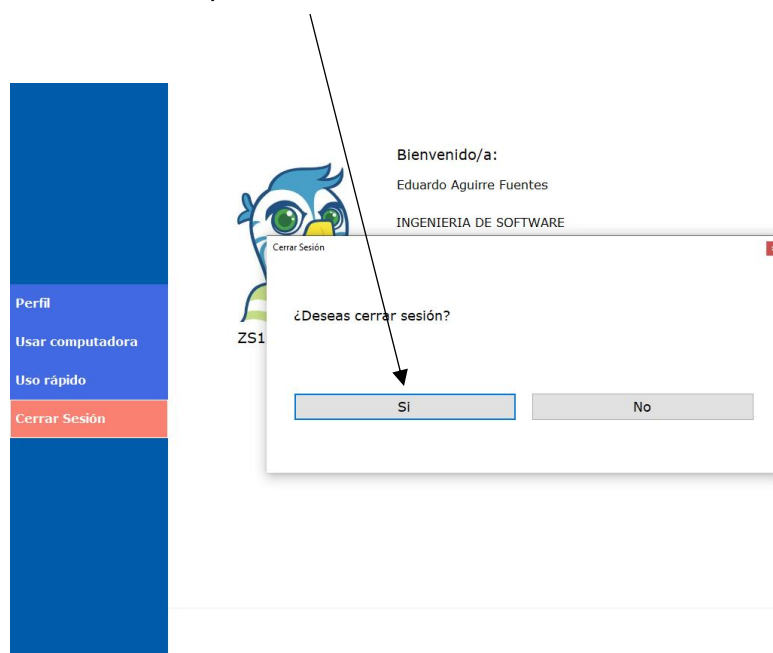 Bienvenido/a:
Eduardo Aguirre Fuentes
INGENIERIA DE SOFTWARE
Cerrar Sesión
¿Deseas cerrar sesión?
Perfil
Usar computadora
ZS1
Uso rápido
Si
No
Cerrar Sesión